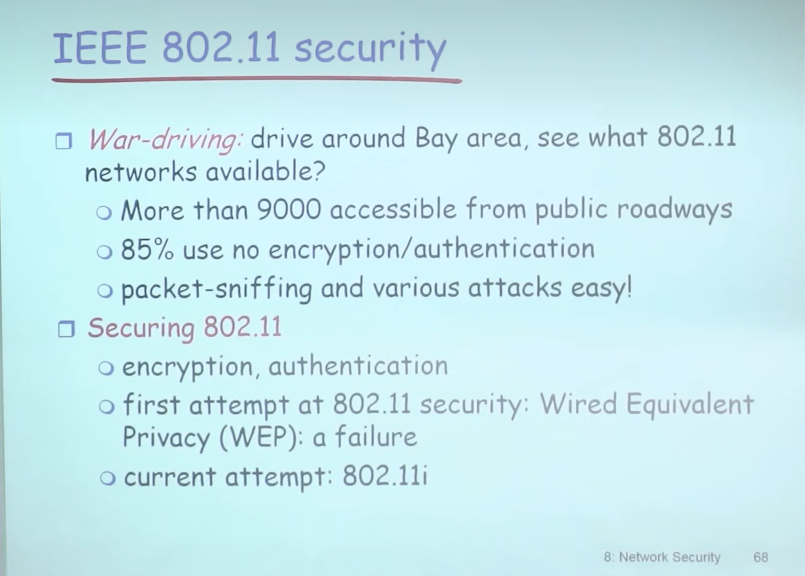 IEEE 802.11 security
War-driving: drive around Bay area, see what 802.11
networks available?
More than 9000 accessible from public roadways
85% use no encryption/authentication
packet-sniffing and various attacks easy!
Securing 802.11
encryption, authentication
first attempt at 802.11 security: Wired Equivalent
Privacy (WEP): a failure
current attempt: 802.11i
8: Network Security 68